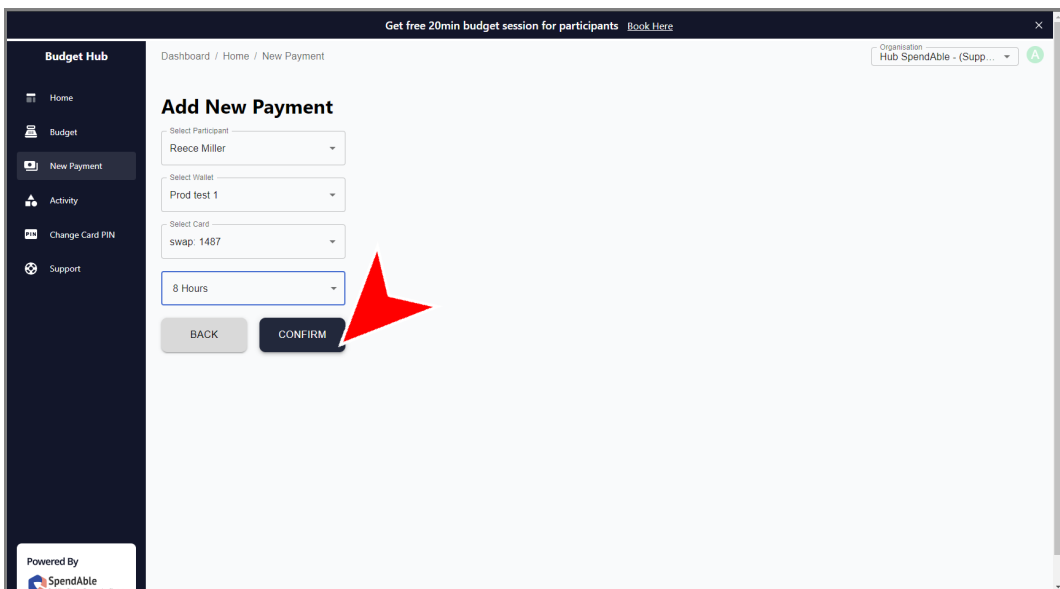 Get free 20min budget session for participants Book Here ×
Budget Hub
Home
Budget
New Payment
Activity
PIN Change Card PIN
Support
Powered By
SpendAble
Dashboard / Home / New Payment
Organisation
Hub SpendAble - (Supp...
A
Add New Payment
Select Participant
Reece Miller
Select Wallet
Prod test 1
Select Card
swap: 1487
8 Hours
BACK CONFIRM